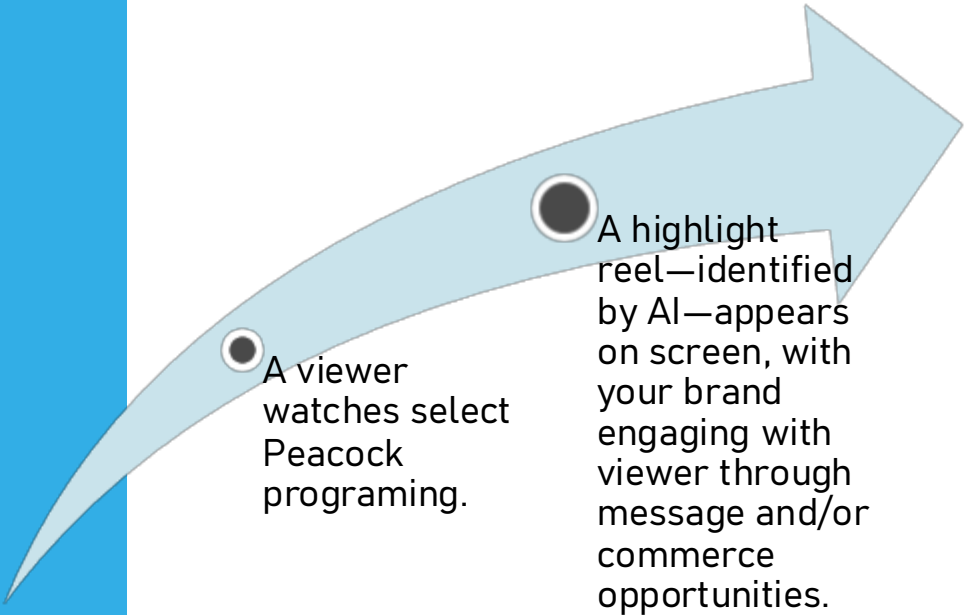 A viewer
watches select
Peacock
programing.
A highlight
reel—identified
by AI—appears
on screen, with
your brand
engaging with
viewer through
message and/or
commerce
opportunities.